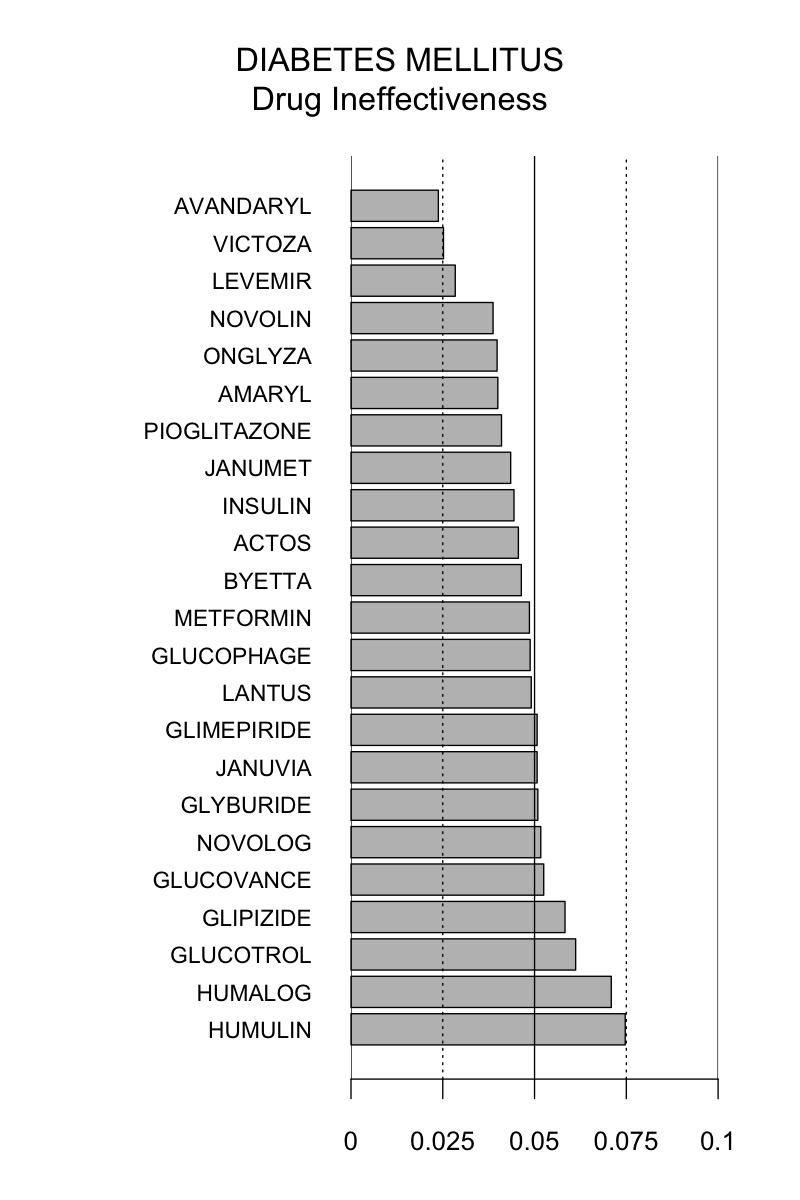 DIABETES MELLITUS
Drug Ineffectiveness
AVANDARYL
VICTOZA
LEVEMIR
NOVOLIN
ONGLYZA
AMARYL
PIOGLITAZONE
JANUMET
INSULIN
ACTOS
BYETTA
METFORMIN
GLUCOPHAGE
LANTUS
GLIMEPIRIDE
JANUVIA
GLYBURIDE
NOVOLOG
GLUCOVANCE
GLIPIZIDE
GLUCOTROL
HUMALOG
HUMULIN
0 0.025 0.05 0.075 0.1